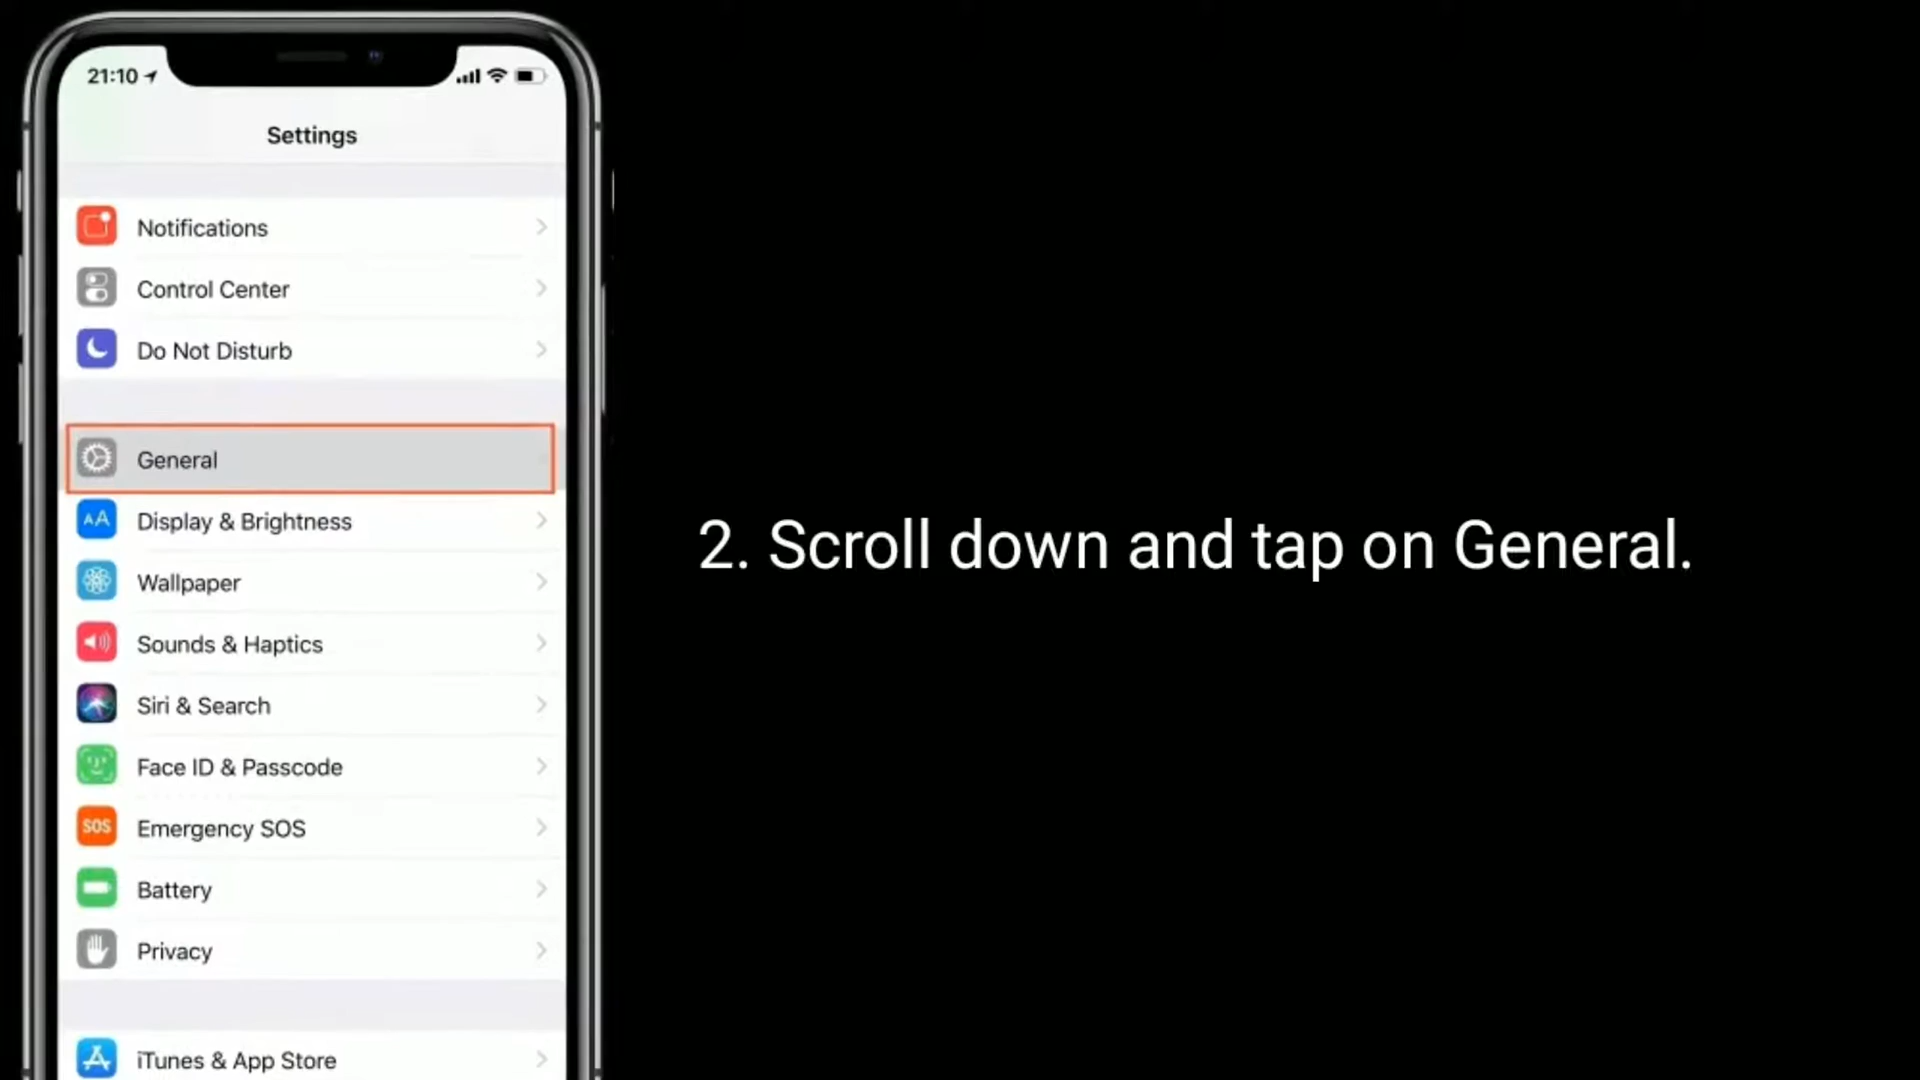 21:10
Settings
Notifications
Control Center
Do Not Disturb
General
AA Display & Brightness
Wallpaper
Sounds & Haptics
Siri & Search
Face ID & Passcode
SOS Emergency SOS
Battery
Privacy
iTunes & App Store
2. Scroll down and tap on General.